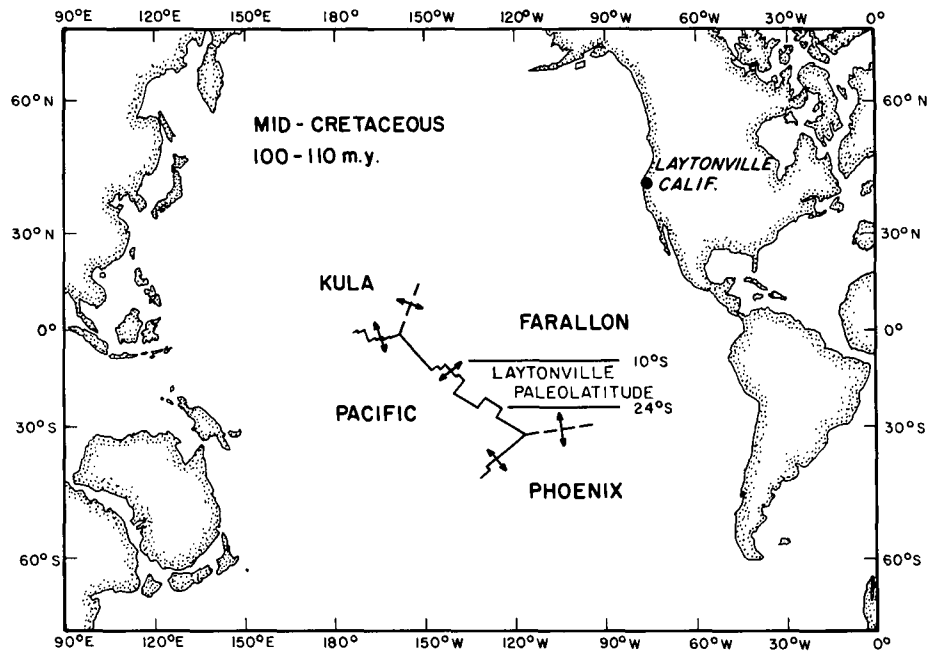 90°E 120°E 150°E 180° 150°W 120°W 90°W 60°W 30°W 0°
60°N 60°N
MID-CRETACEOUS
100-110 m.y.
LAYTONVILLE
CALIF.
30°N 30°N
KULA
0° FARALLON 0°
10°S
LAYTONVILLE
PALEOLATITUDE
24°S
PACIFIC
30°S 30°S
PHOENIX
60°S 60°S
90°E 120°E 150°E 180° 150°W 120°W 90°W 60°W 30°W 0°